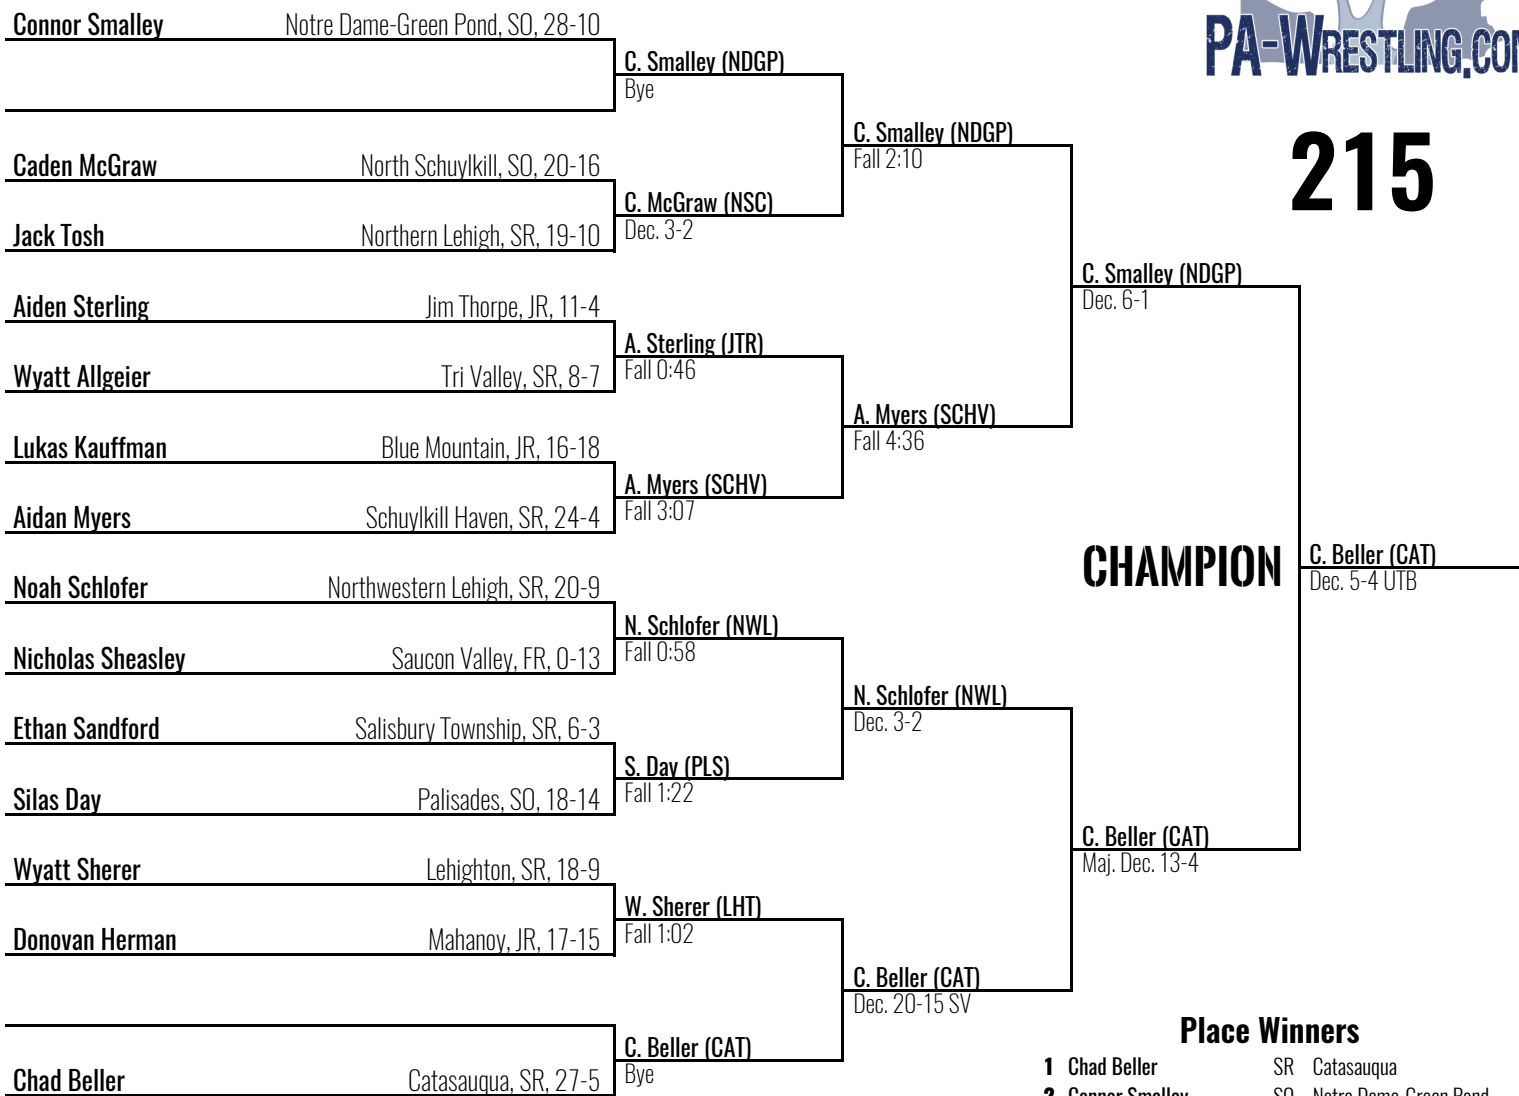 Connor Smalley Notre Dame-Green Pond, SO, 28-10
C. Smalley (NDGP)
Bye
PA-WRESTLING.CO
C. Smalley (NDGP)
Fall 2:10
215
Caden McGraw North Schuylkill, SO, 20-16
C. McGraw (NSC)
Dec. 3-2
Jack Tosh Northern Lehigh, SR, 19-10
C. Smalley (NDGP)
Dec. 6-1
Aiden Sterling Jim Thorpe, JR, 11-4
A. Sterling (JTR)
Fall 0:46
Wyatt Allgeier Tri Valley, SR, 8-7
A. Myers (SCHV)
Fall 4:36
Lukas Kauffman Blue Mountain, JR, 16-18
A. Myers (SCHV)
Fall 3:07
Aidan Myers Schuylkill Haven, SR, 24-4
CHAMPION
C. Beller (CAT)
Dec. 5-4 UTB
Noah Schlofer Northwestern Lehigh, SR, 20-9
N. Schlofer (NWL)
Fall 0:58
Nicholas Sheasley Saucon Valley, FR, 0-13
N. Schlofer (NWL)
Dec. 3-2
Ethan Sandford Salisbury Township, SR, 6-3
S. Day (PLS)
Fall 1:22
Silas Day Palisades, SO, 18-14
C. Beller (CAT)
Maj. Dec. 13-4
Wyatt Sherer Lehighton, SR, 18-9
W. Sherer (LHT)
Fall 1:02
Donovan Herman Mahanoy, JR, 17-15
C. Beller (CAT)
Dec. 20-15 SV
C. Beller (CAT)
Bye
Chad Beller Catasauqua, SR, 27-5
Place Winners
1 Chad Beller SR Catasauqua
2 Connor Smalley SO Notre Dame-Green Pond